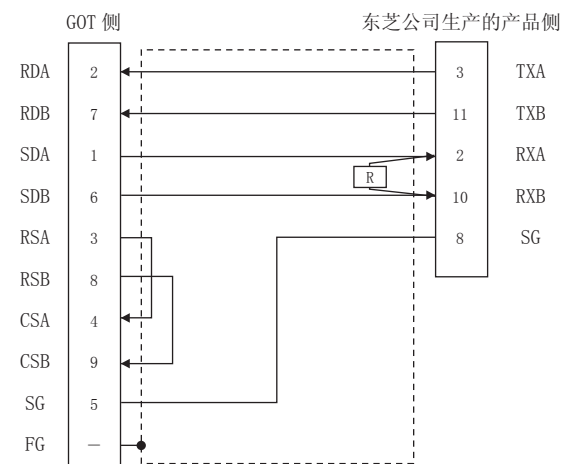 GOT 侧 东芝公司生产的产品侧
RDA 2 3 TXA
RDB 7 11 TXB
SDA 1 2 RXA
R
SDB 6 10 RXB
RSA 3 8 SG
RSB 8
CSA 4
CSB 9
SG 5
FG —